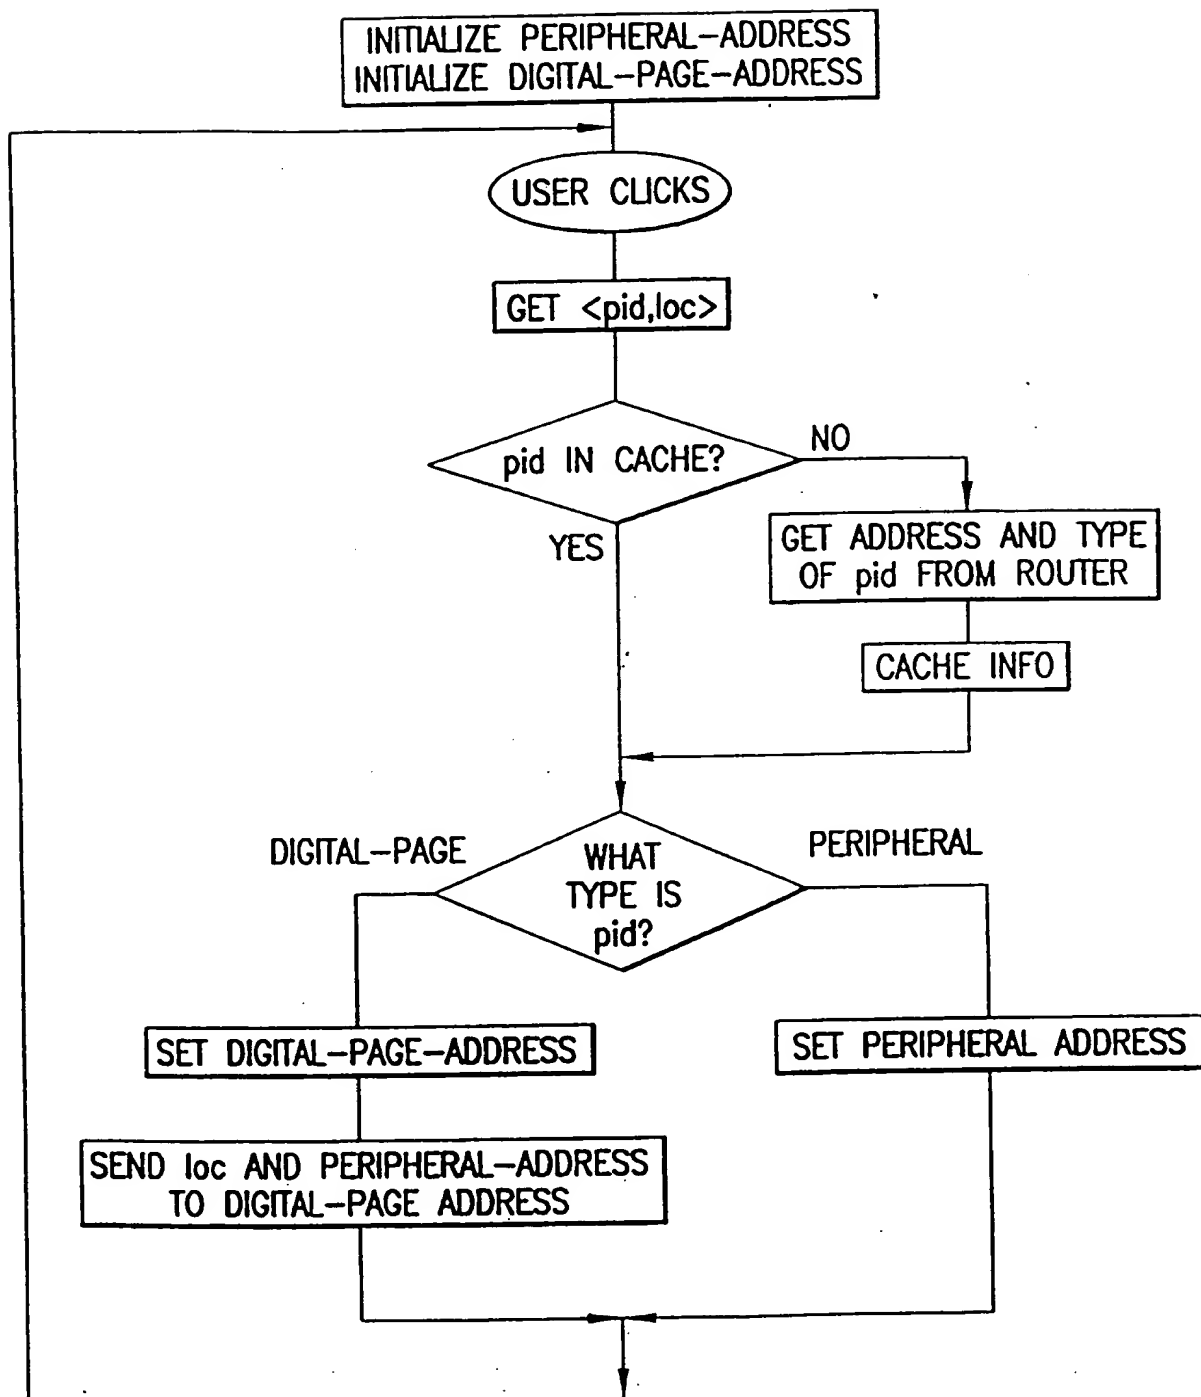 INITIALIZE PERIPHERAL-ADDRESS
INITIALIZE DIGITAL-PAGE-ADDRESS
USER CLICKS
GET <pid,loc>
pid IN CACHE?
NO
YES
GET ADDRESS AND TYPE
OF pid FROM ROUTER
CACHE INFO
DIGITAL-PAGE
WHAT
TYPE IS
pid?
PERIPHERAL
SET DIGITAL-PAGE-ADDRESS
SET PERIPHERAL ADDRESS
SEND loc AND PERIPHERAL-ADDRESS
TO DIGITAL-PAGE ADDRESS